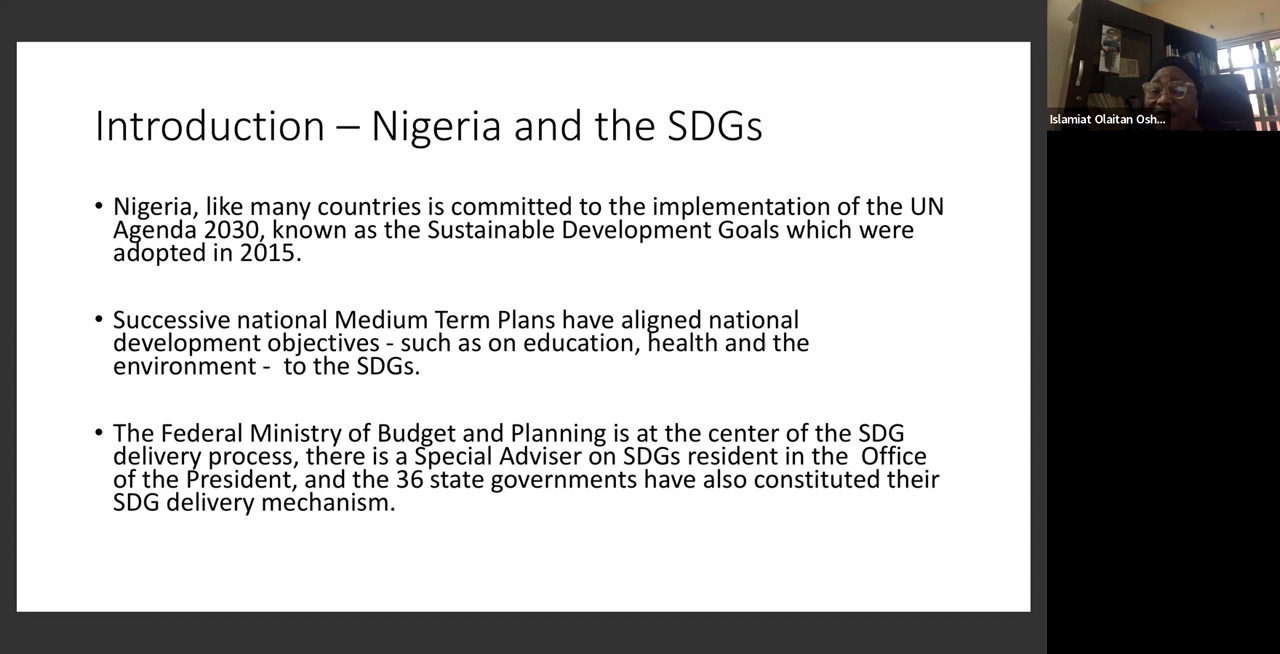 Introduction – Nigeria and the SDGs
• Nigeria, like many countries is committed to the implementation of the UN
Agenda 2030, known as the Sustainable Development Goals which were
adopted in 2015.
• Successive national Medium Term Plans have aligned national
development objectives - such as on education, health and the
environment -  to the SDGs.
• The Federal Ministry of Budget and Planning is at the center of the SDG
delivery process, there is a Special Adviser on SDGs resident in the  Office
of the President, and the 36 state governments have also constituted their
SDG delivery mechanism.
Islamiat Olaitan Osh...